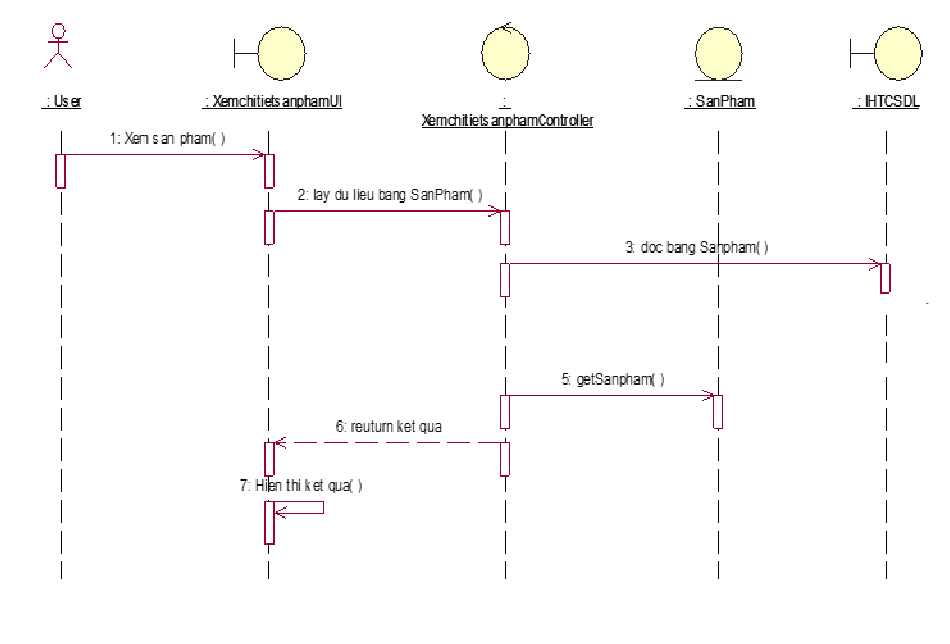 : User
: XemchitietsanphamUI
:
XemchitietsanphamController
: SanPham
: IHTCSDL
1: Xem san pham( )
2: lay du lieu bang SanPham( )
3: doc bang Sanpham( )
5: getSanpham( )
6: reuturn ket qua
7: Hien thi ket qua( )